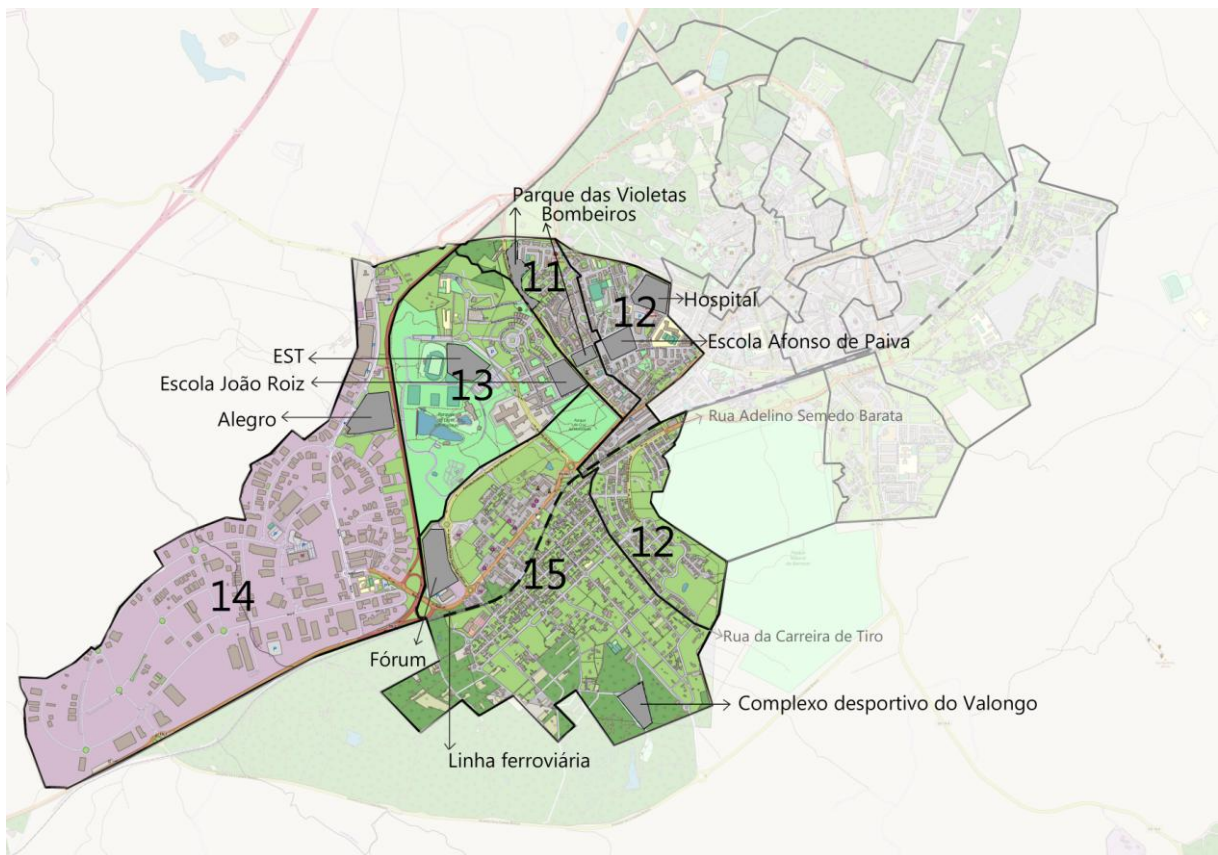 Parque das Violetas
Bombeiros
11
12
Hospital
EST
Escola Afonso de Paiva
Escola João Roiz
13
Alegro
Rua Adelino Semedo Barata
12
15
14
Rua da Carreira de Tiro
Fórum
Complexo desportivo do Valongo
Linha ferroviária